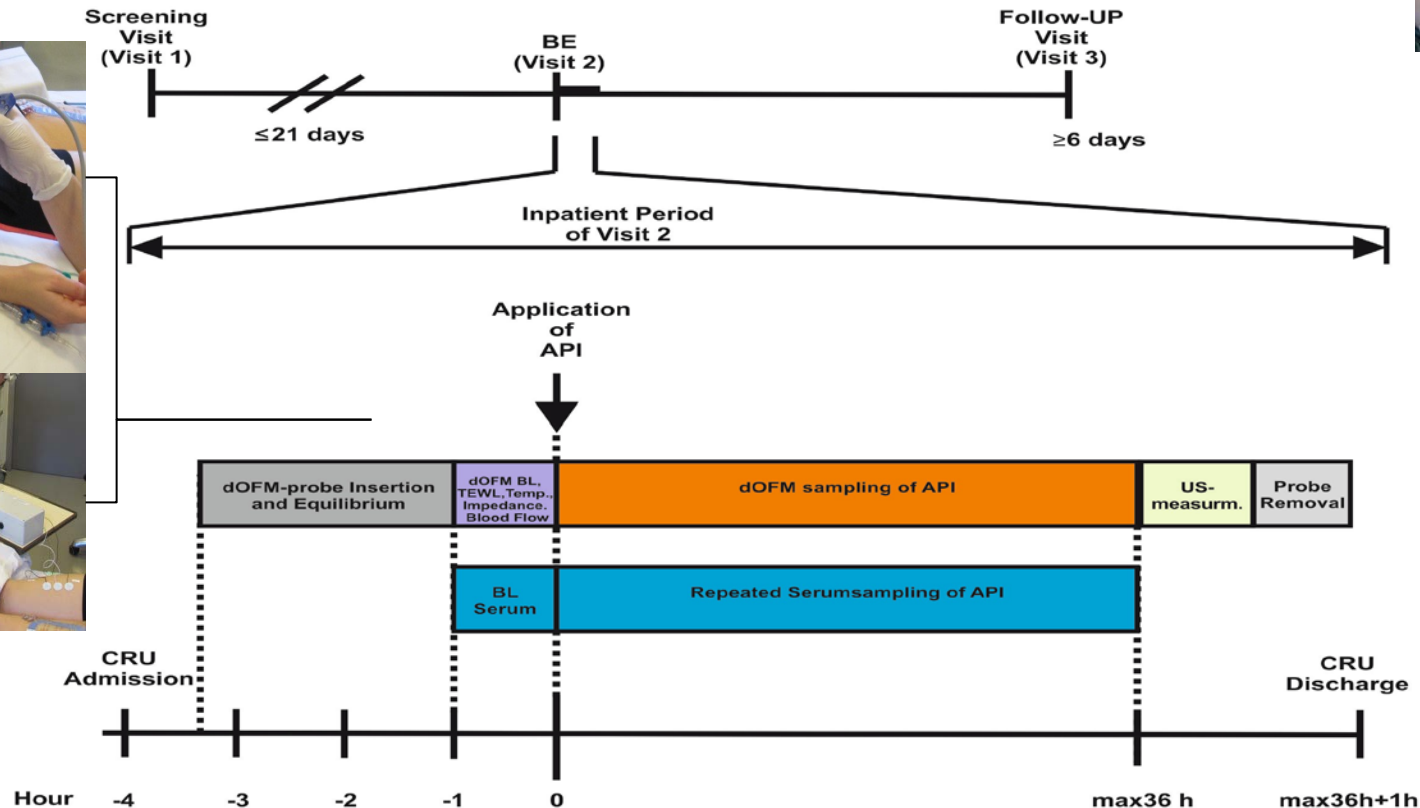 Screening
Visit
(Visit 1)
BE
(Visit 2)
Follow-UP
Visit
(Visit 3)
≤21 days
≥6 days
Inpatient Period
of Visit 2
Application
of
API
dOFM-probe Insertion
and Equilibrium
dOFM BL,
TEWL,Temp.,
Impedance.
Blood Flow
dOFM sampling of API
US-
measurm.
Probe
Removal
BL
Serum
Repeated Serumsampling of API
CRU
Admission
CRU
Discharge
Hour -4 -3 -2 -1 0 max36 h max36h+1h